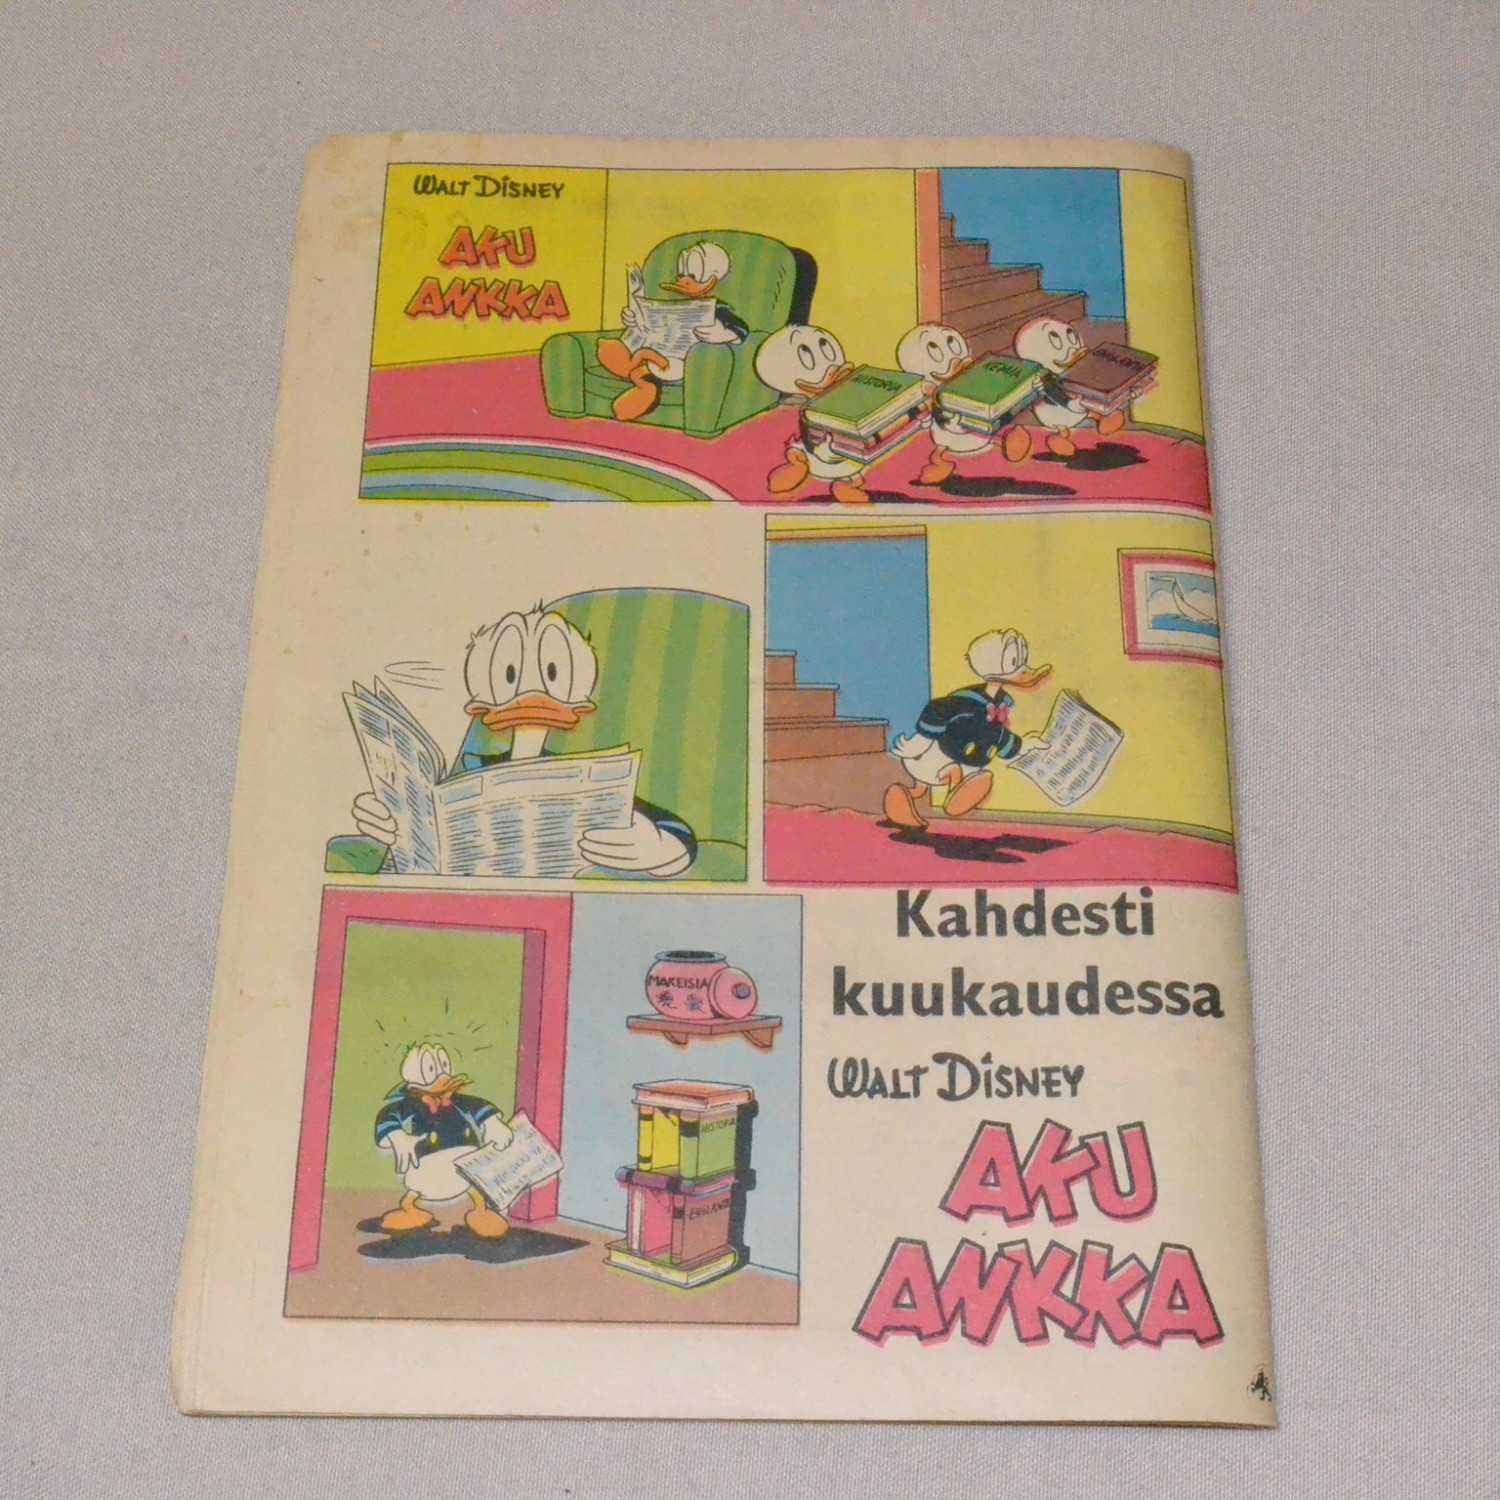 WALT DISNEY
AKU
ANKKA
HISTORIA
KEMIA
ENGLANTI
MAKEISIA
HISTORIA
ENGLANTI
Kahdesti
kuukaudessa
WALT DISNEY
AKU
ANKKA